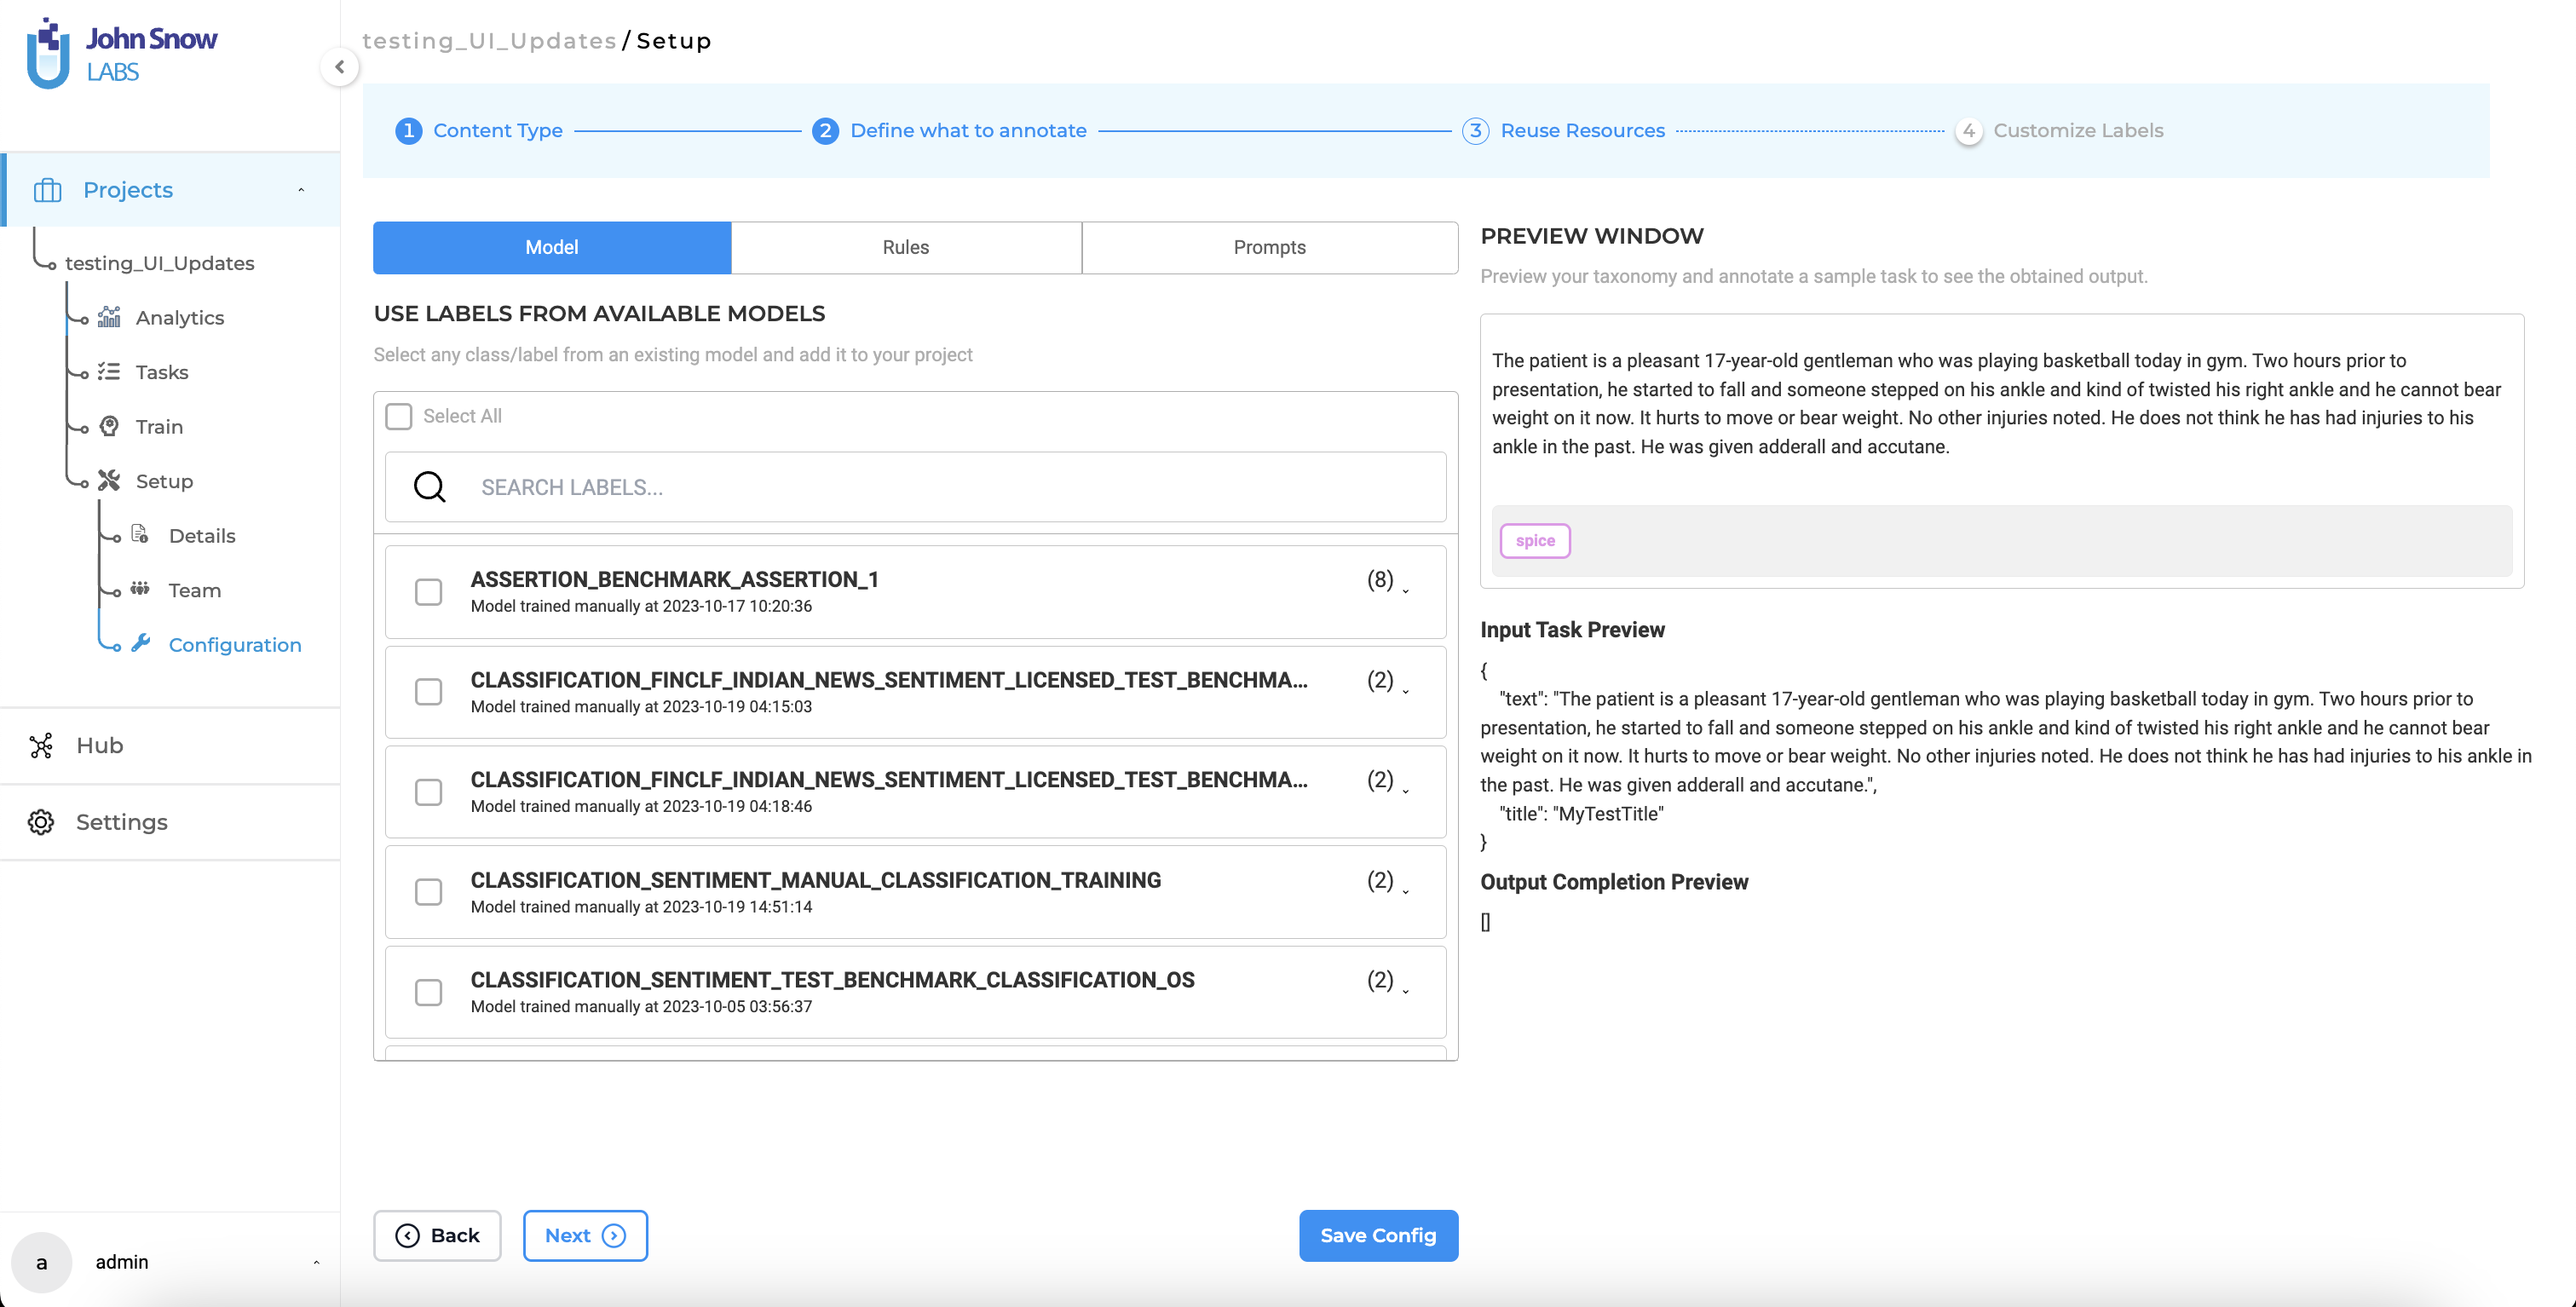 John Snow
LABS
testing_UI_Updates / Setup
1 Content Type
2 Define what to annotate
3 Reuse Resources
4 Customize Labels
Projects
testing_UI_Updates
Analytics
Tasks
Train
Setup
Details
Team
Configuration
Hub
Settings
a admin
Model
Rules
Prompts
USE LABELS FROM AVAILABLE MODELS
Select any class/label from an existing model and add it to your project
Select All
SEARCH LABELS...
ASSERTION_BENCHMARK_ASSERTION_1 (8)
Model trained manually at 2023-10-17 10:20:36
CLASSIFICATION_FINCLF_INDIAN_NEWS_SENTIMENT_LICENSED_TEST_BENCHMA... (2)
Model trained manually at 2023-10-19 04:15:03
CLASSIFICATION_FINCLF_INDIAN_NEWS_SENTIMENT_LICENSED_TEST_BENCHMA... (2)
Model trained manually at 2023-10-19 04:18:46
CLASSIFICATION_SENTIMENT_MANUAL_CLASSIFICATION_TRAINING (2)
Model trained manually at 2023-10-19 14:51:14
CLASSIFICATION_SENTIMENT_TEST_BENCHMARK_CLASSIFICATION_OS (2)
Model trained manually at 2023-10-05 03:56:37
Back
Next
Save Config
PREVIEW WINDOW
Preview your taxonomy and annotate a sample task to see the obtained output.
The patient is a pleasant 17-year-old gentleman who was playing basketball today in gym. Two hours prior to
presentation, he started to fall and someone stepped on his ankle and kind of twisted his right ankle and he cannot bear
weight on it now. It hurts to move or bear weight. No other injuries noted. He does not think he has had injuries to his
ankle in the past. He was given adderall and accutane.
spice
Input Task Preview
{
"text": "The patient is a pleasant 17-year-old gentleman who was playing basketball today in gym. Two hours prior to
presentation, he started to fall and someone stepped on his ankle and kind of twisted his right ankle and he cannot bear
weight on it now. It hurts to move or bear weight. No other injuries noted. He does not think he has had injuries to his ankle in
the past. He was given adderall and accutane.",
"title": "MyTestTitle"
}
Output Completion Preview
[]